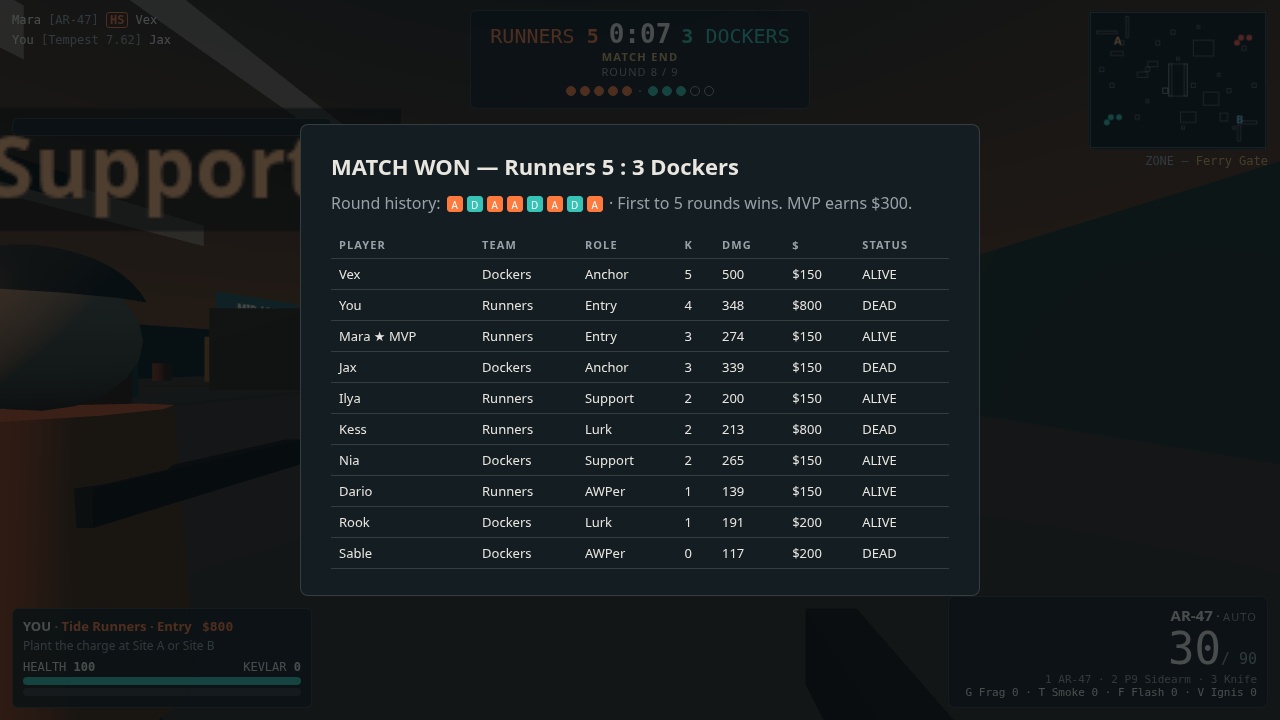 Mara [AR-47] HS Vex
You [Tempest 7.62] Jax
RUNNERS 5 0:07 3 DOCKERS
MATCH END
ROUND 8 / 9
A
B
ZONE — Ferry Gate
Support
MATCH WON — Runners 5 : 3 Dockers
Round history: A D A A D A D A · First to 5 rounds wins. MVP earns $300.
PLAYER TEAM ROLE K DMG $ STATUS
Vex Dockers Anchor 5 500 $150 ALIVE
You Runners Entry 4 348 $800 DEAD
Mara ★ MVP Runners Entry 3 274 $150 ALIVE
Jax Dockers Anchor 3 339 $150 DEAD
Ilya Runners Support 2 200 $150 ALIVE
Kess Runners Lurk 2 213 $800 DEAD
Nia Dockers Support 2 265 $150 ALIVE
Dario Runners AWPer 1 139 $150 ALIVE
Rook Dockers Lurk 1 191 $200 ALIVE
Sable Dockers AWPer 0 117 $200 DEAD
YOU · Tide Runners · Entry $800
Plant the charge at Site A or Site B
HEALTH 100 KEVLAR 0
AR-47 · AUTO
30 / 90
1 AR-47 · 2 P9 Sidearm · 3 Knife
G Frag 0 · T Smoke 0 · F Flash 0 · V Ignis 0